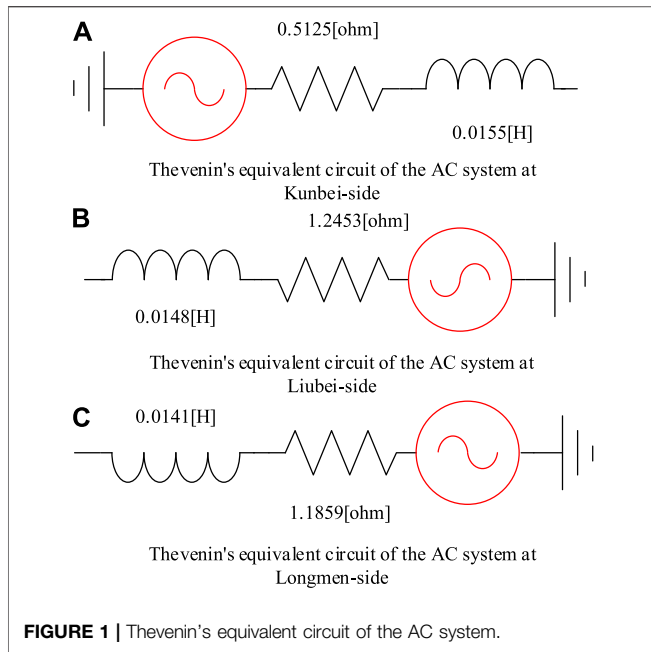 A
0.5125[ohm]
0.0155[H]
Thevenin's equivalent circuit of the AC system at
Kunbei-side
B
1.2453[ohm]
0.0148[H]
Thevenin's equivalent circuit of the AC system at
Liubei-side
C
0.0141[H]
1.1859[ohm]
Thevenin's equivalent circuit of the AC system at
Longmen-side
FIGURE 1 | Thevenin's equivalent circuit of the AC system.